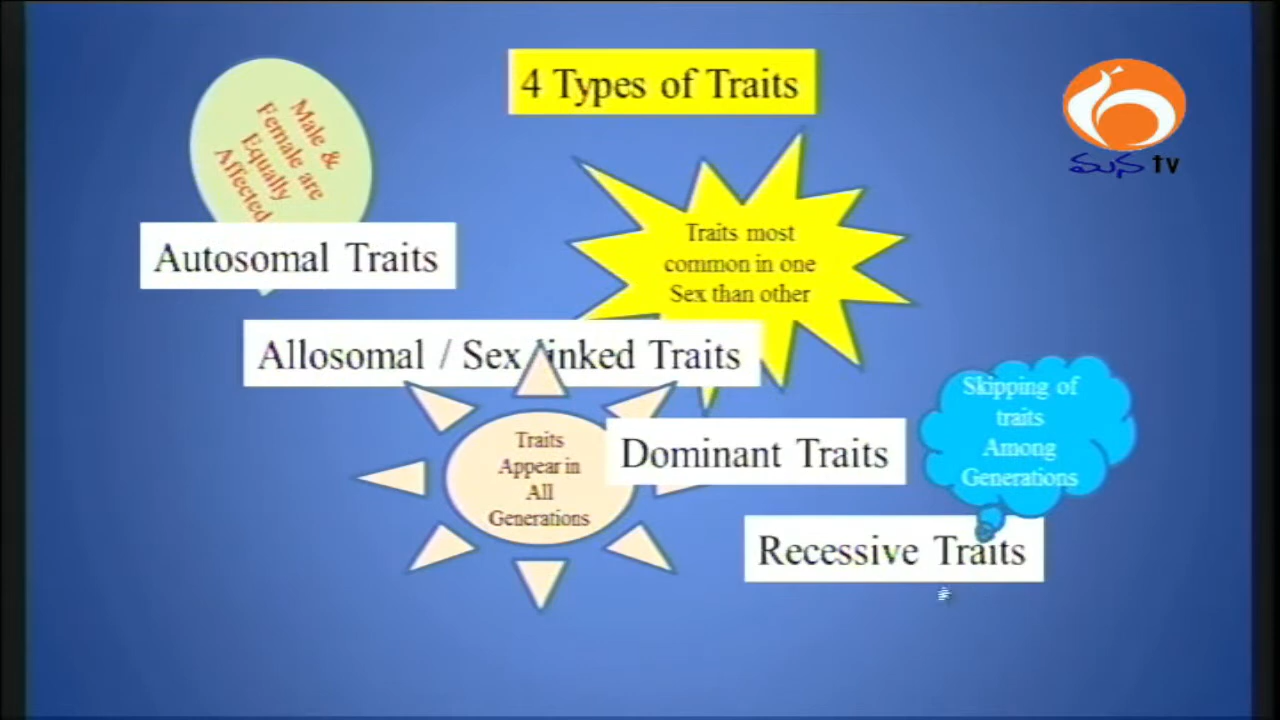 4 Types of Traits
Male &
Female are
Equally
Affected
Autosomal Traits
Traits most
common in one
Sex than other
Allosomal / Sex linked Traits
Traits
Appear in
All
Generations
Dominant Traits
Skipping of
traits
Among
Generations
Recessive Traits
మన tv